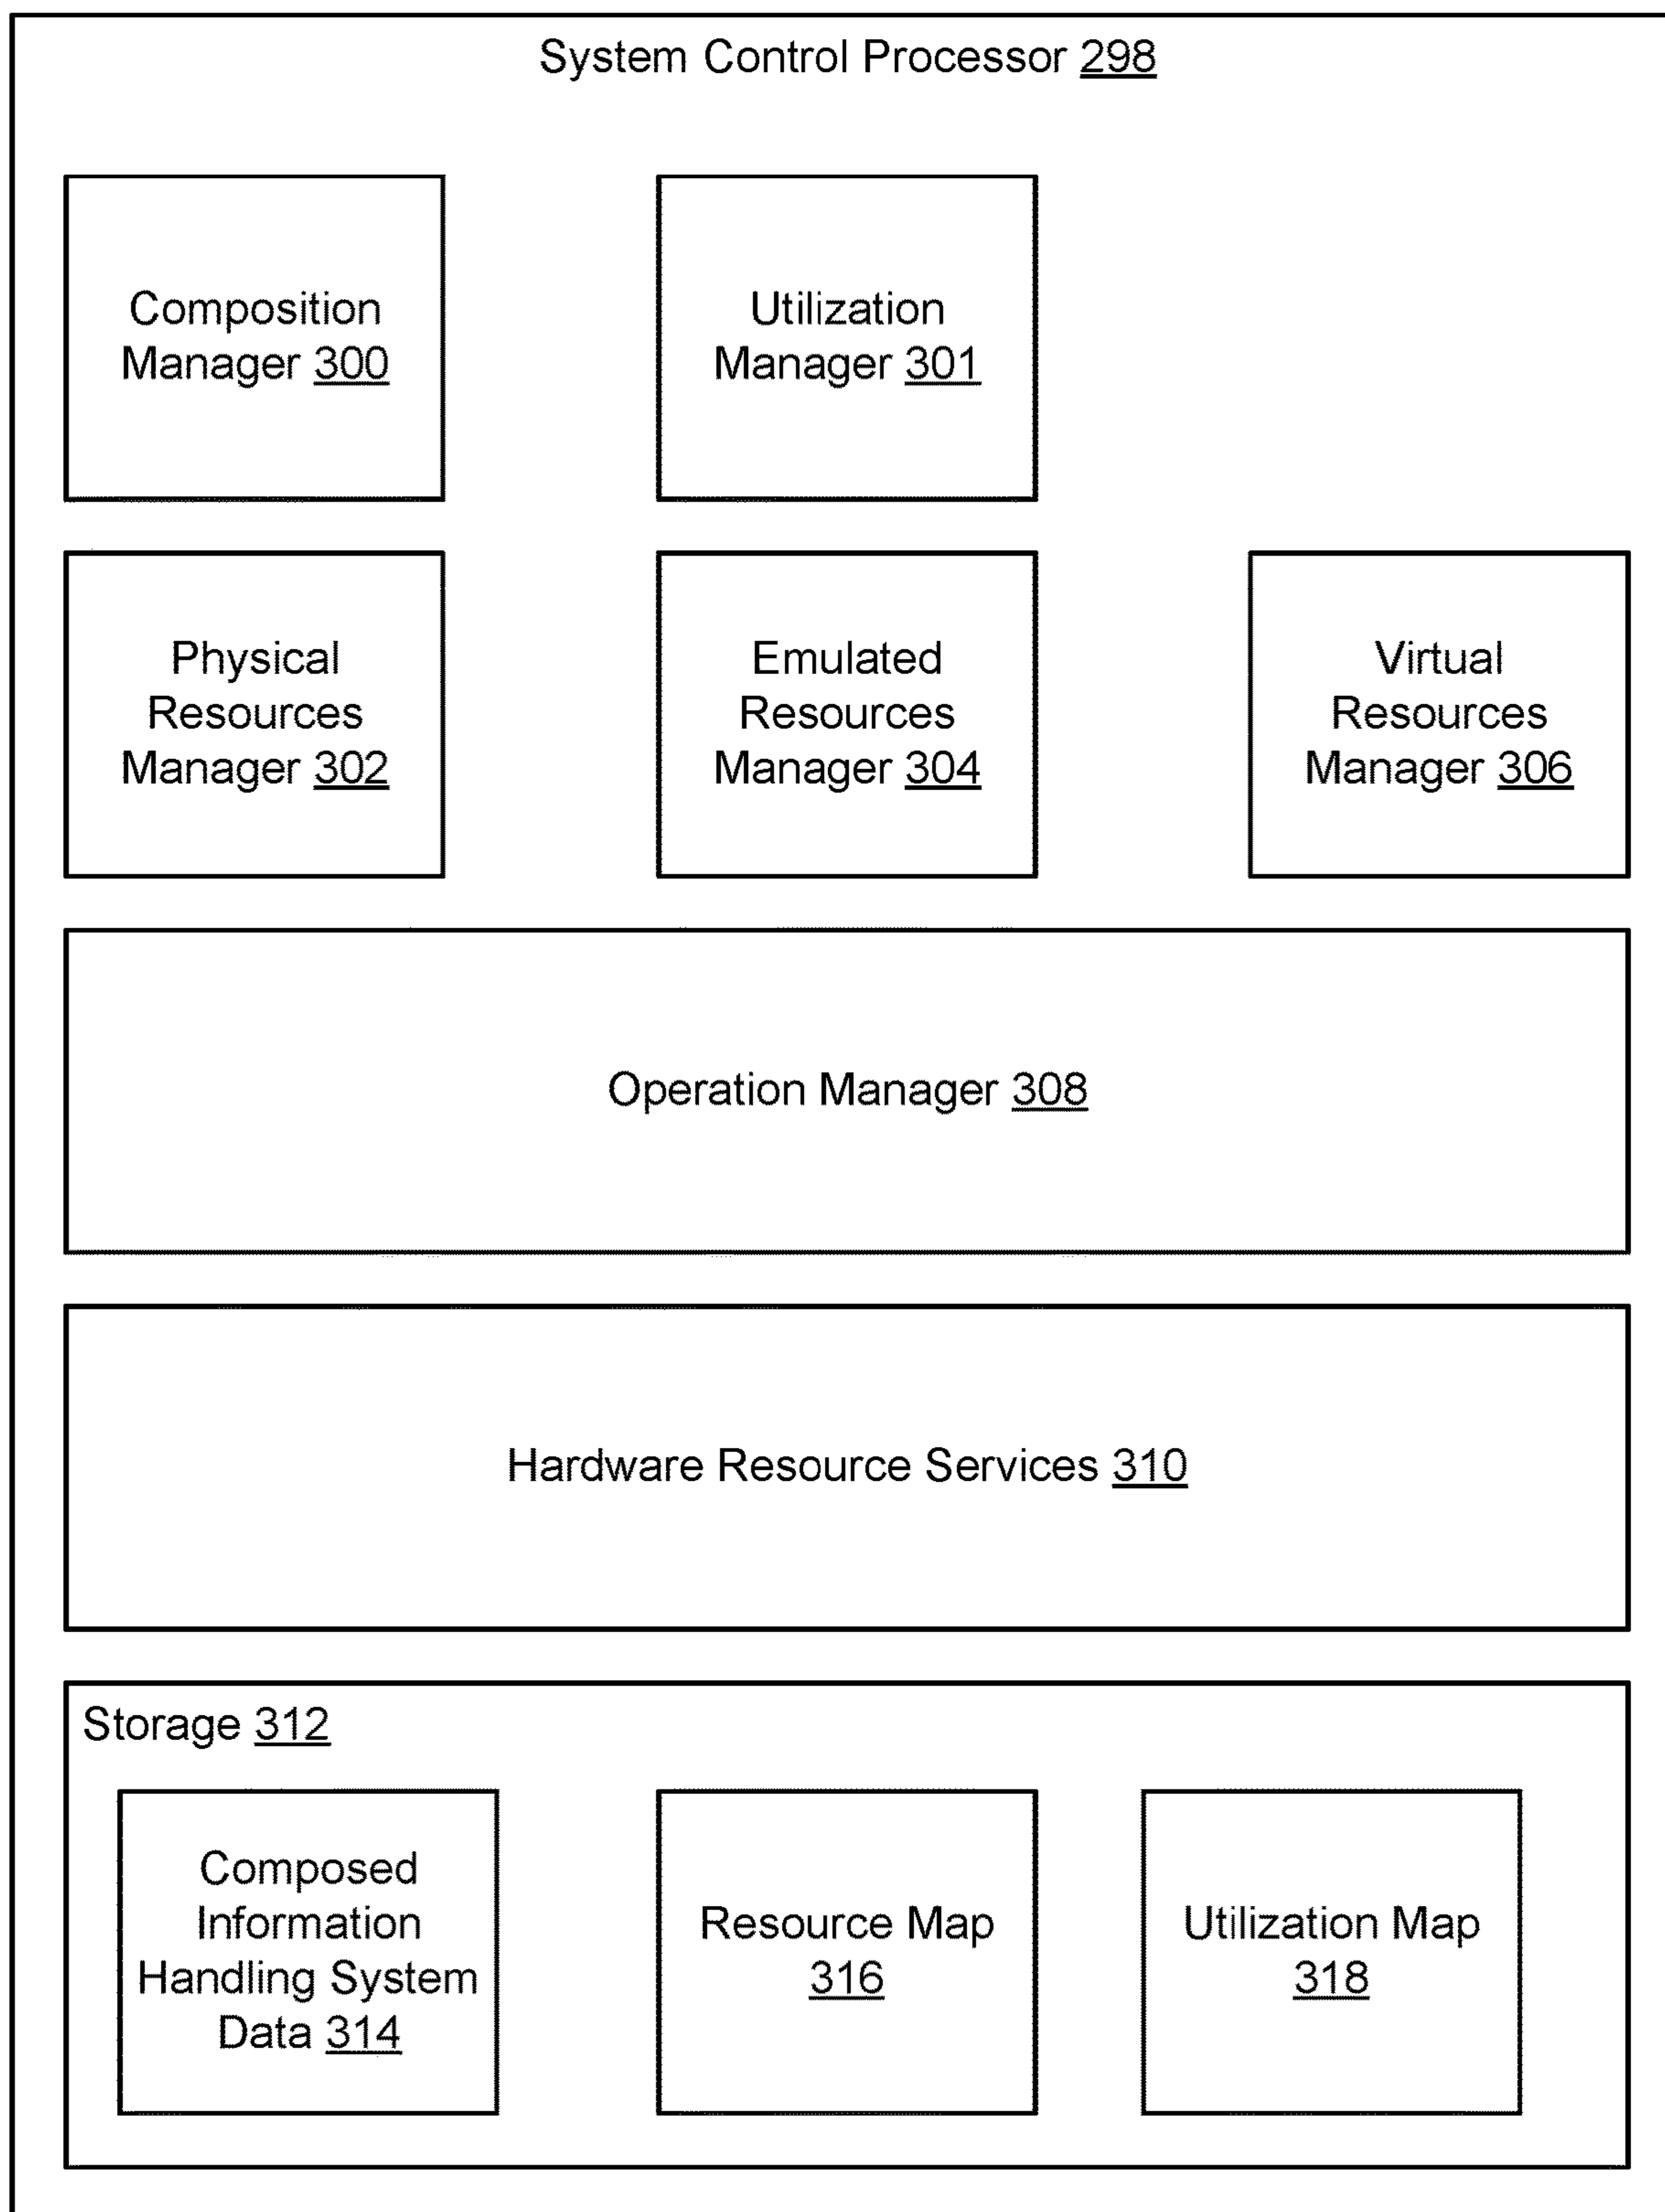 System Control Processor 298
Composition
Manager 300
Utilization
Manager 301
Physical
Resources
Manager 302
Emulated
Resources
Manager 304
Virtual
Resources
Manager 306
Operation Manager 308
Hardware Resource Services 310
Storage 312
Composed
Information
Handling System
Data 314
Resource Map
316
Utilization Map
318